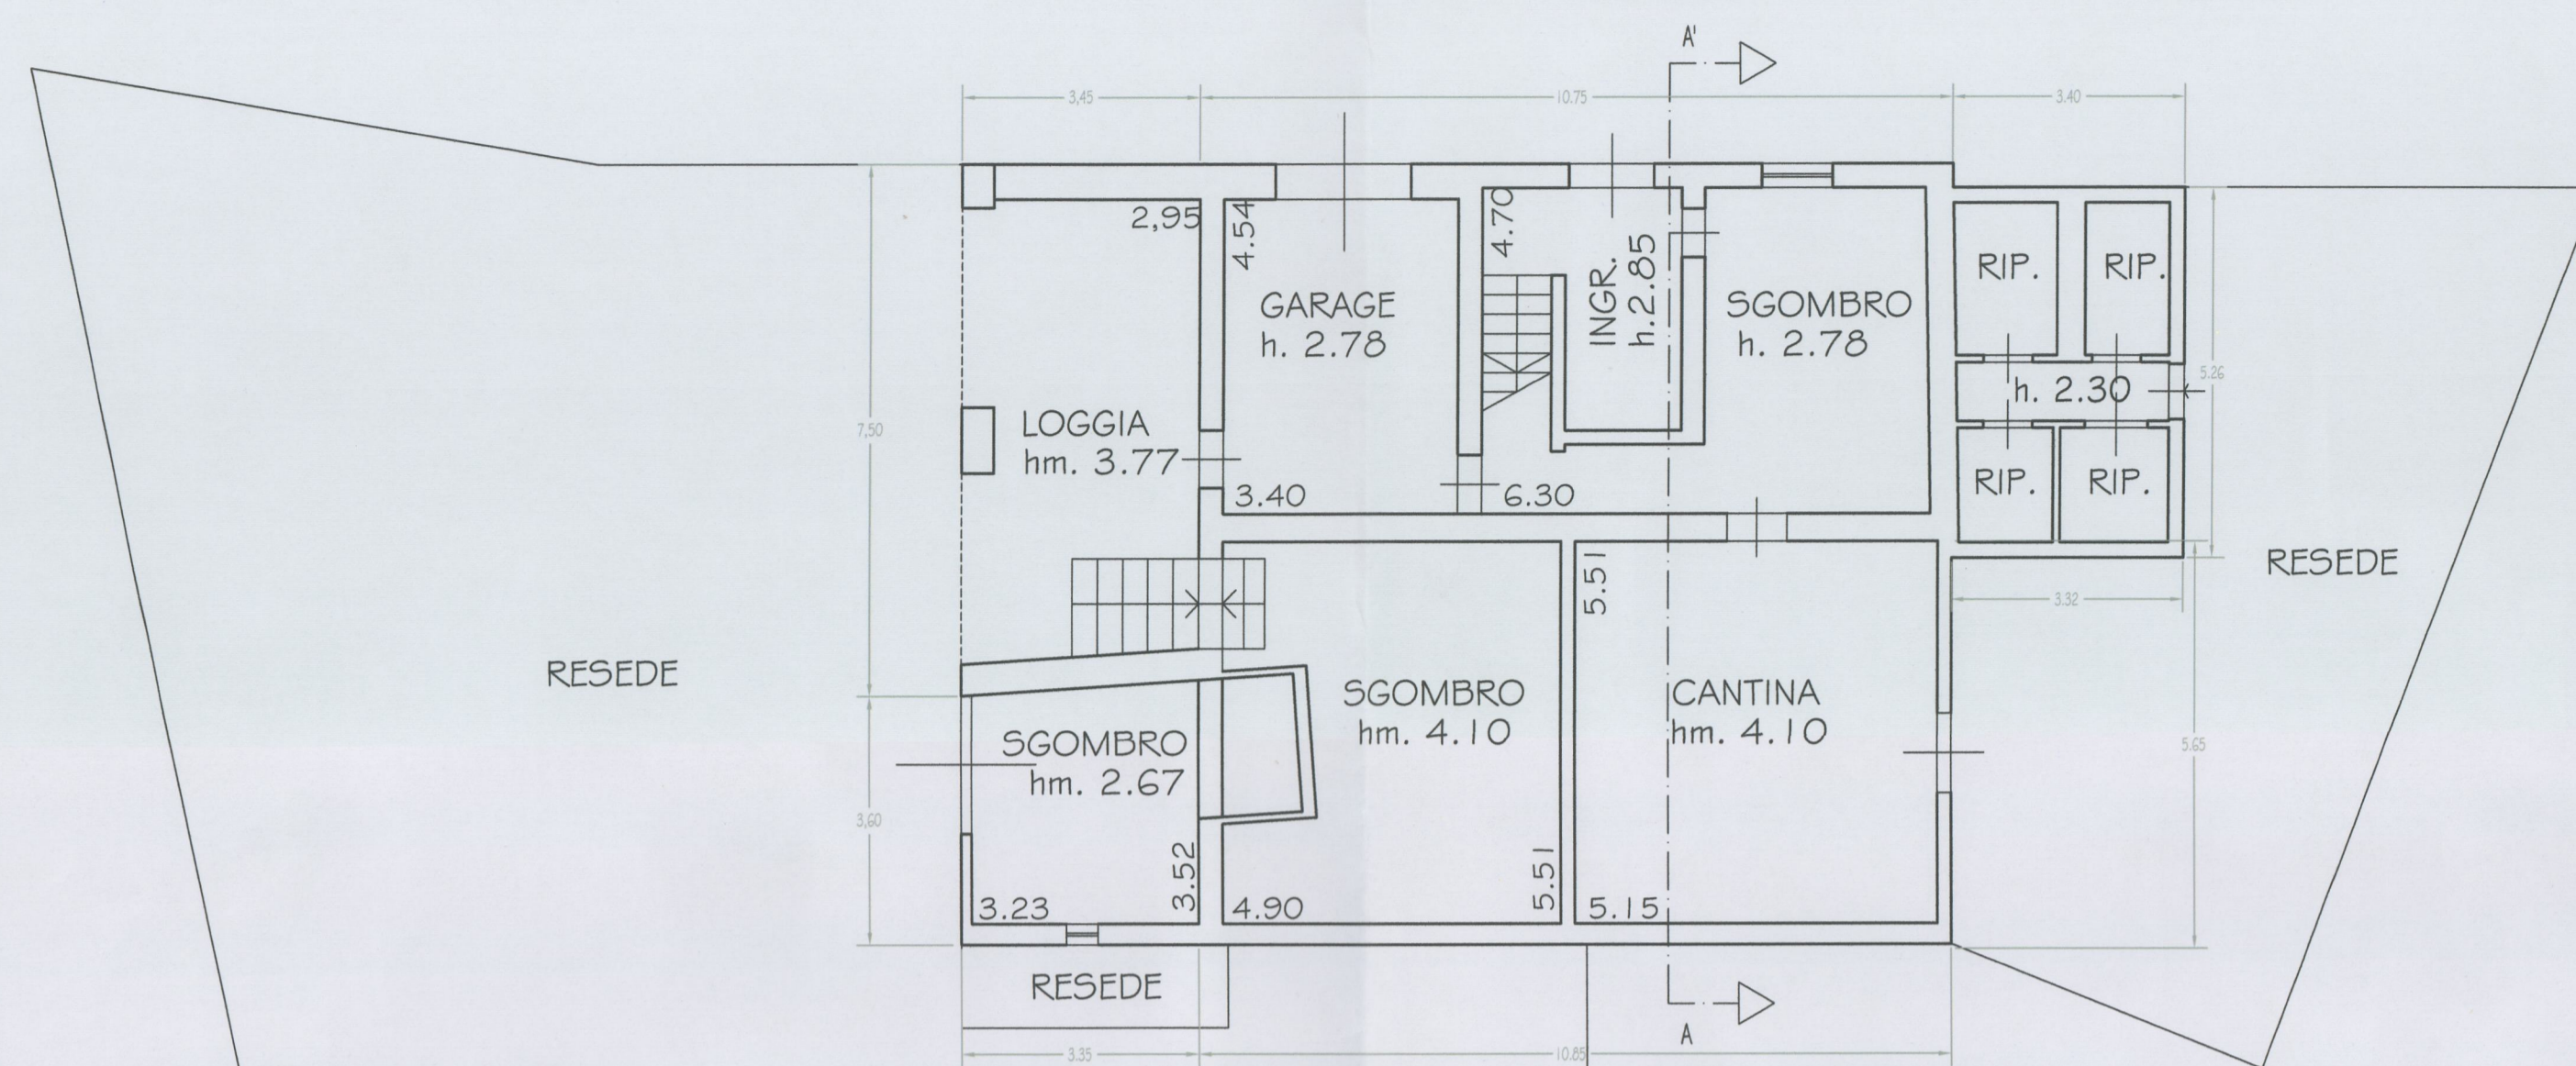 A'
3,45
10.75
3.40
2,95
4.54
4.70
GARAGE
h. 2.78
INGR.
h.2.85
SGOMBRO
h. 2.78
RIP.
RIP.
h. 2.30
5.26
LOGGIA
hm. 3.77
7,50
3.40
6.30
RIP.
RIP.
RESEDE
5.51
3.32
RESEDE
SGOMBRO
hm. 4.10
CANTINA
hm. 4.10
5.65
SGOMBRO
hm. 2.67
3,60
3.52
5.51
3.23
4.90
5.15
RESEDE
A
3.35
10.85